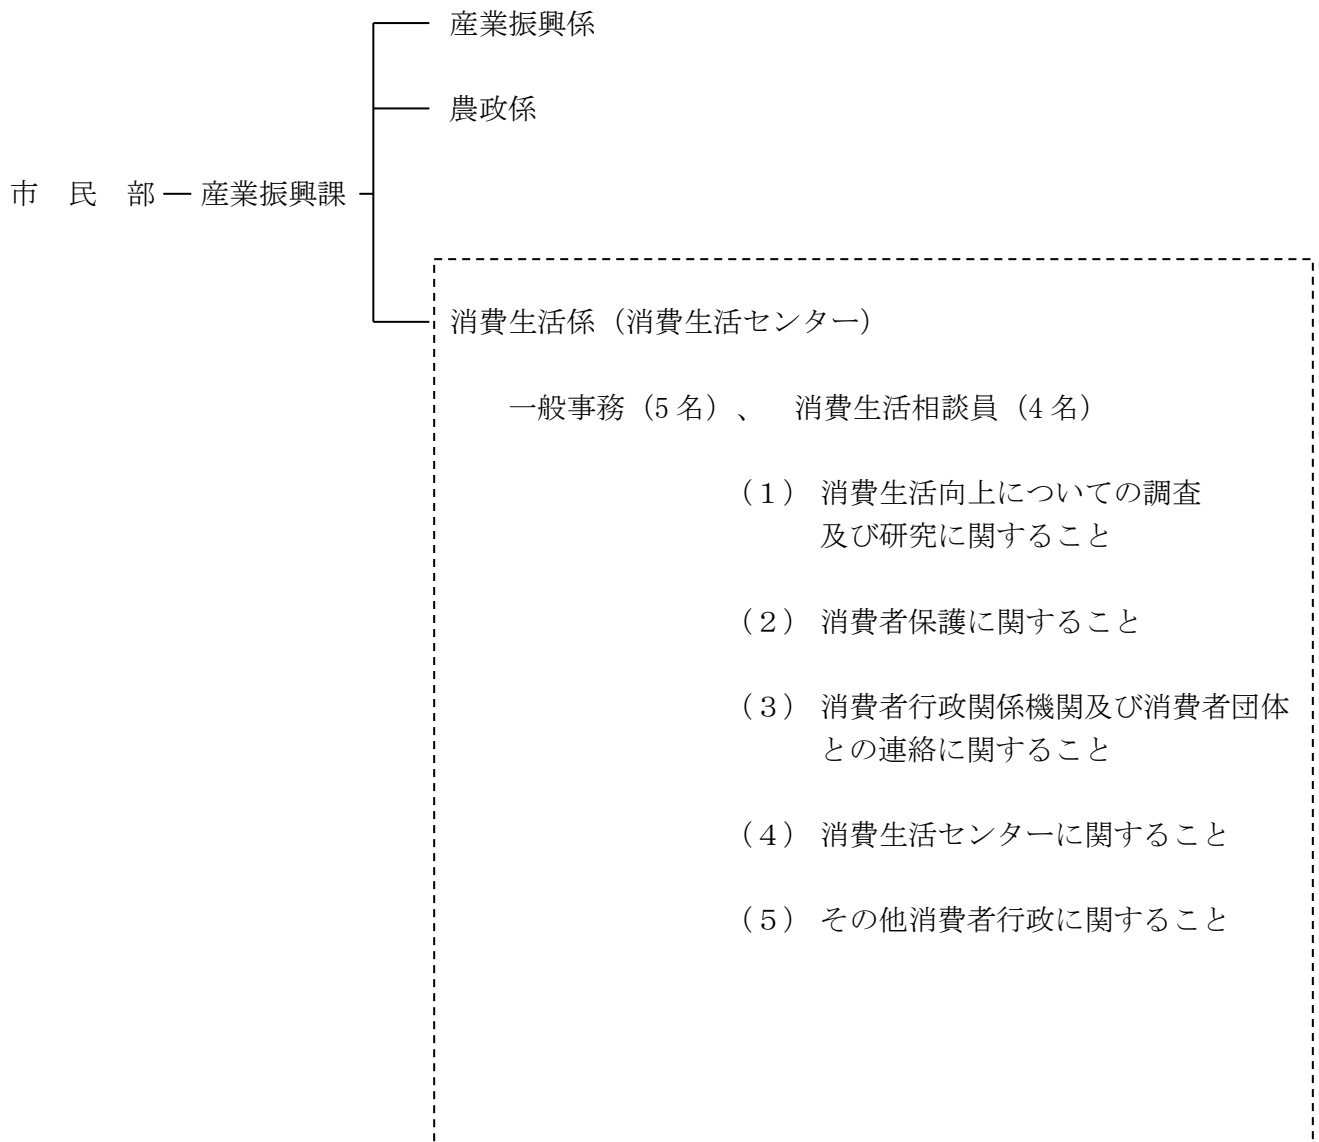 産業振興係
農政係
市　民　部 ― 産業振興課
消費生活係（消費生活センター）
一般事務（5 名）、　消費生活相談員（4 名）
（１） 消費生活向上についての調査
及び研究に関すること
（２） 消費者保護に関すること
（３） 消費者行政関係機関及び消費者団体
との連絡に関すること
（４） 消費生活センターに関すること
（５） その他消費者行政に関すること